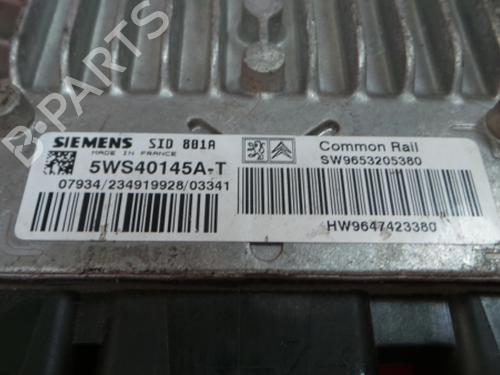 B-PARTS
SIEMENS SID 801A
MADE IN FRANCE
5WS40145A-T
07934/234919928/03341
Common Rail
SW9653205380
HW9647423380